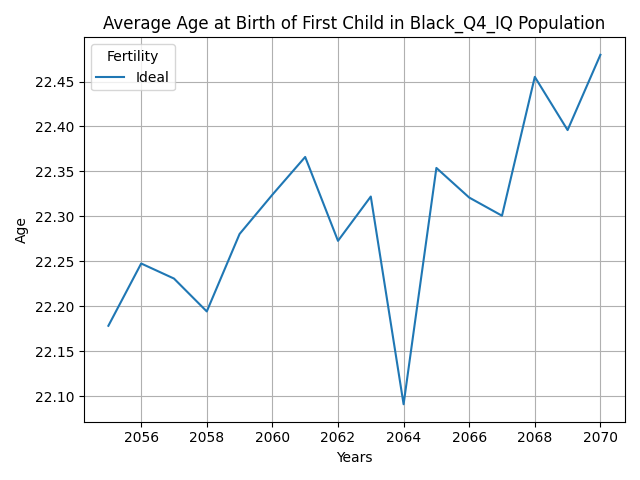 Average Age at Birth of First Child in Black_Q4_IQ Population
Fertility
Ideal
22.45
22.40
22.35
22.30
22.25
22.20
22.15
22.10
Age
2056 2058 2060 2062 2064 2066 2068 2070
Years